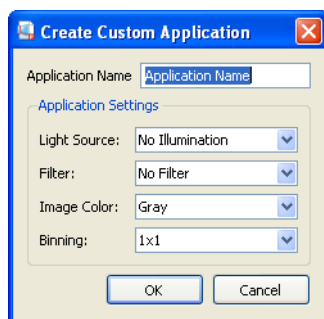 Create Custom Application
Application Name Application Name
Application Settings
Light Source: No Illumination
Filter: No Filter
Image Color: Gray
Binning: 1x1
OK Cancel